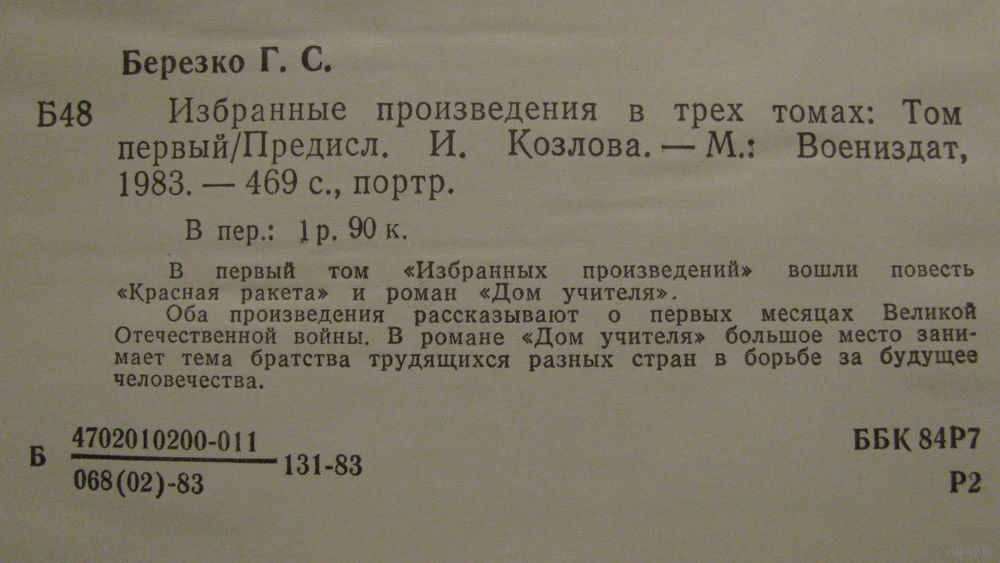 Березко Г. С.
Б48 Избранные произведения в трех томах: Том
первый/Предисл. И. Козлова. — М.: Воениздат,
1983. — 469 с., портр.
В пер.: 1 р. 90 к.
В первый том «Избранных произведений» вошли повесть
«Красная ракета» и роман «Дом учителя».
Оба произведения рассказывают о первых месяцах Великой
Отечественной войны. В романе «Дом учителя» большое место зани-
мает тема братства трудящихся разных стран в борьбе за будущее
человечества.
Б 4702010200-011
068(02)-83 131-83
ББК 84Р7
Р2